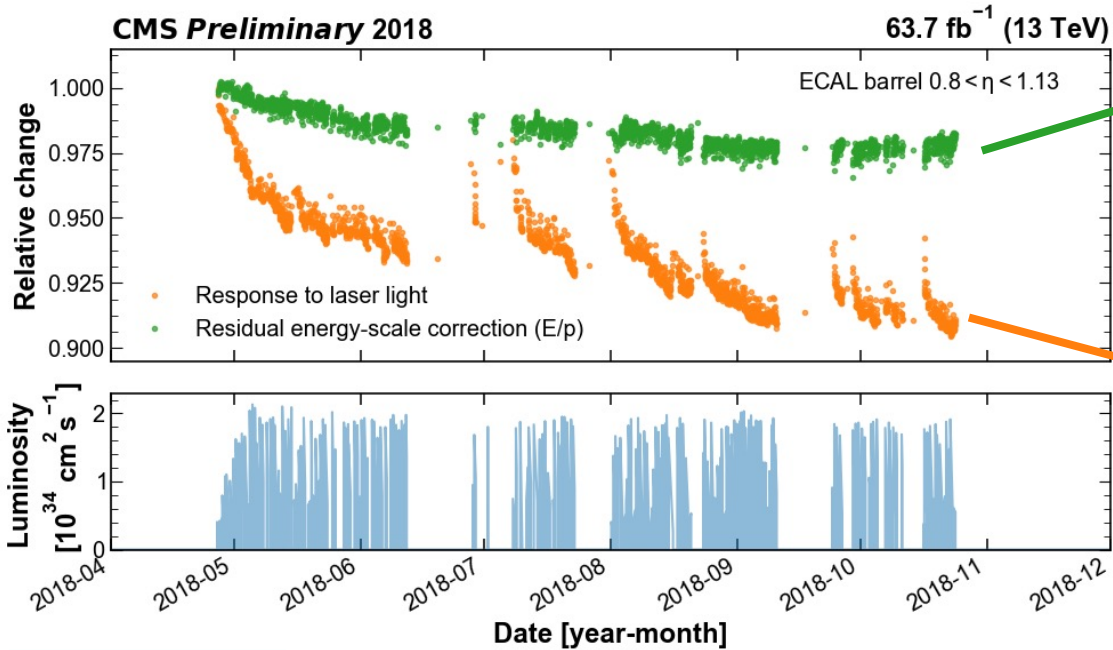 CMS Preliminary 2018 63.7 fb⁻¹ (13 TeV)
ECAL barrel 0.8 < η < 1.13
1.000
0.975
0.950
0.925
0.900
Relative change
Response to laser light
Residual energy-scale correction (E/p)
Luminosity
[10³⁴ cm² s⁻¹]
2
1
0
2018-04 2018-05 2018-06 2018-07 2018-08 2018-09 2018-10 2018-11 2018-12
Date [year-month]